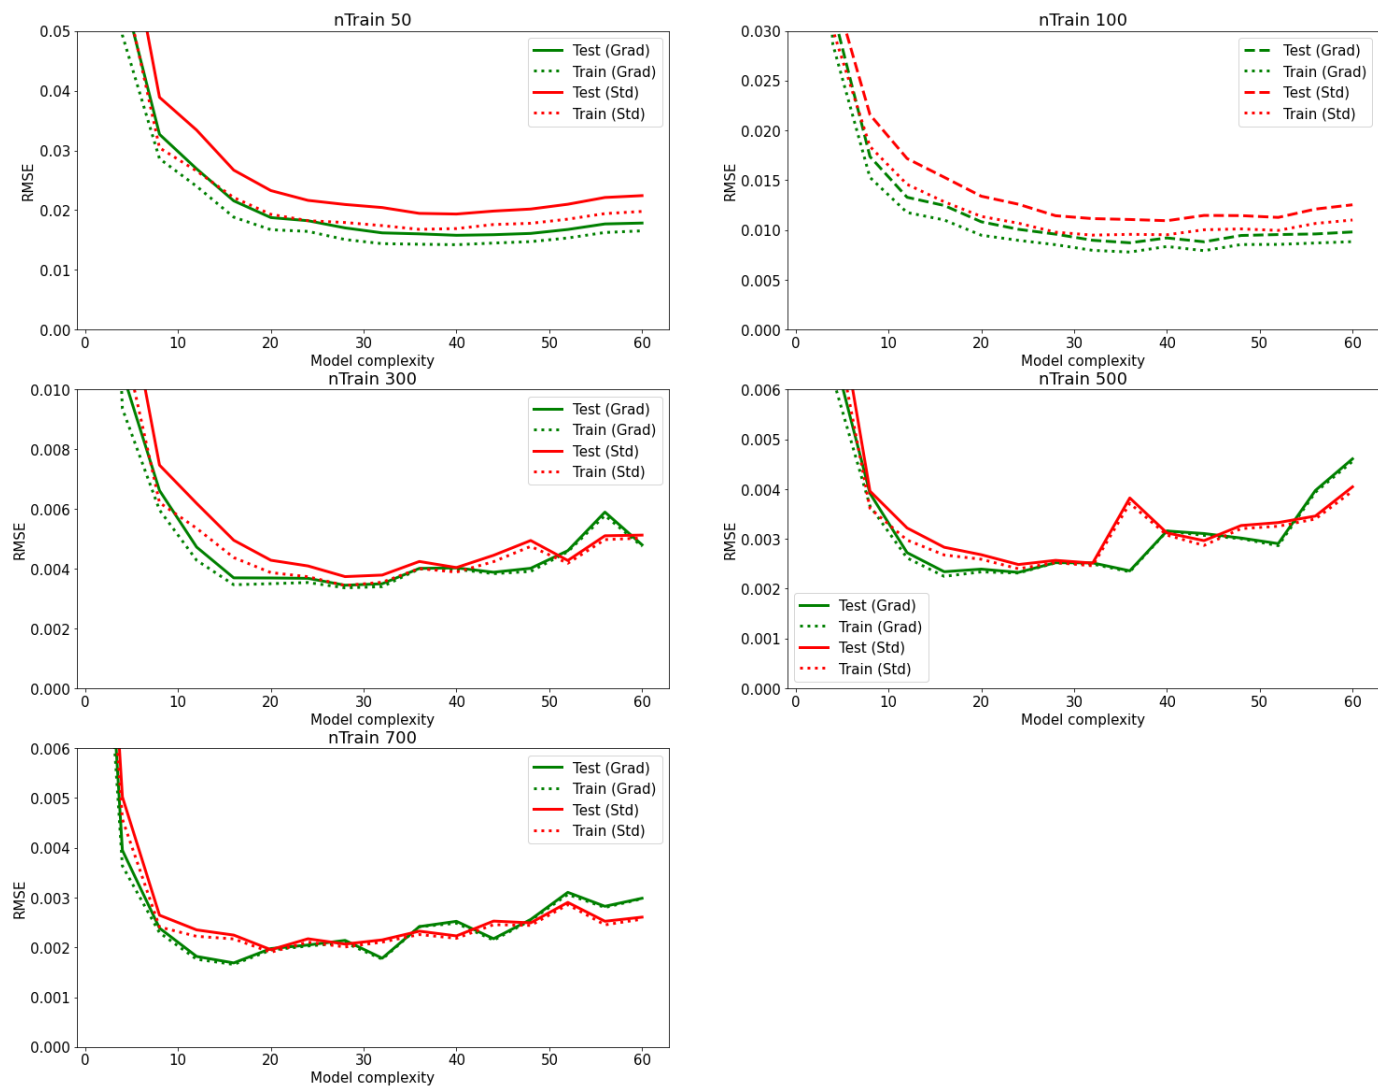 nTrain 50
RMSE
0.05
0.04
0.03
0.02
0.01
0.00
Test (Grad)
Train (Grad)
Test (Std)
Train (Std)
0 10 20 30 40 50 60
Model complexity
nTrain 100
RMSE
0.030
0.025
0.020
0.015
0.010
0.005
0.000
Test (Grad)
Train (Grad)
Test (Std)
Train (Std)
0 10 20 30 40 50 60
Model complexity
nTrain 300
RMSE
0.010
0.008
0.006
0.004
0.002
0.000
Test (Grad)
Train (Grad)
Test (Std)
Train (Std)
0 10 20 30 40 50 60
Model complexity
nTrain 500
RMSE
0.006
0.005
0.004
0.003
0.002
0.001
0.000
Test (Grad)
Train (Grad)
Test (Std)
Train (Std)
0 10 20 30 40 50 60
Model complexity
nTrain 700
RMSE
0.006
0.005
0.004
0.003
0.002
0.001
0.000
Test (Grad)
Train (Grad)
Test (Std)
Train (Std)
0 10 20 30 40 50 60
Model complexity